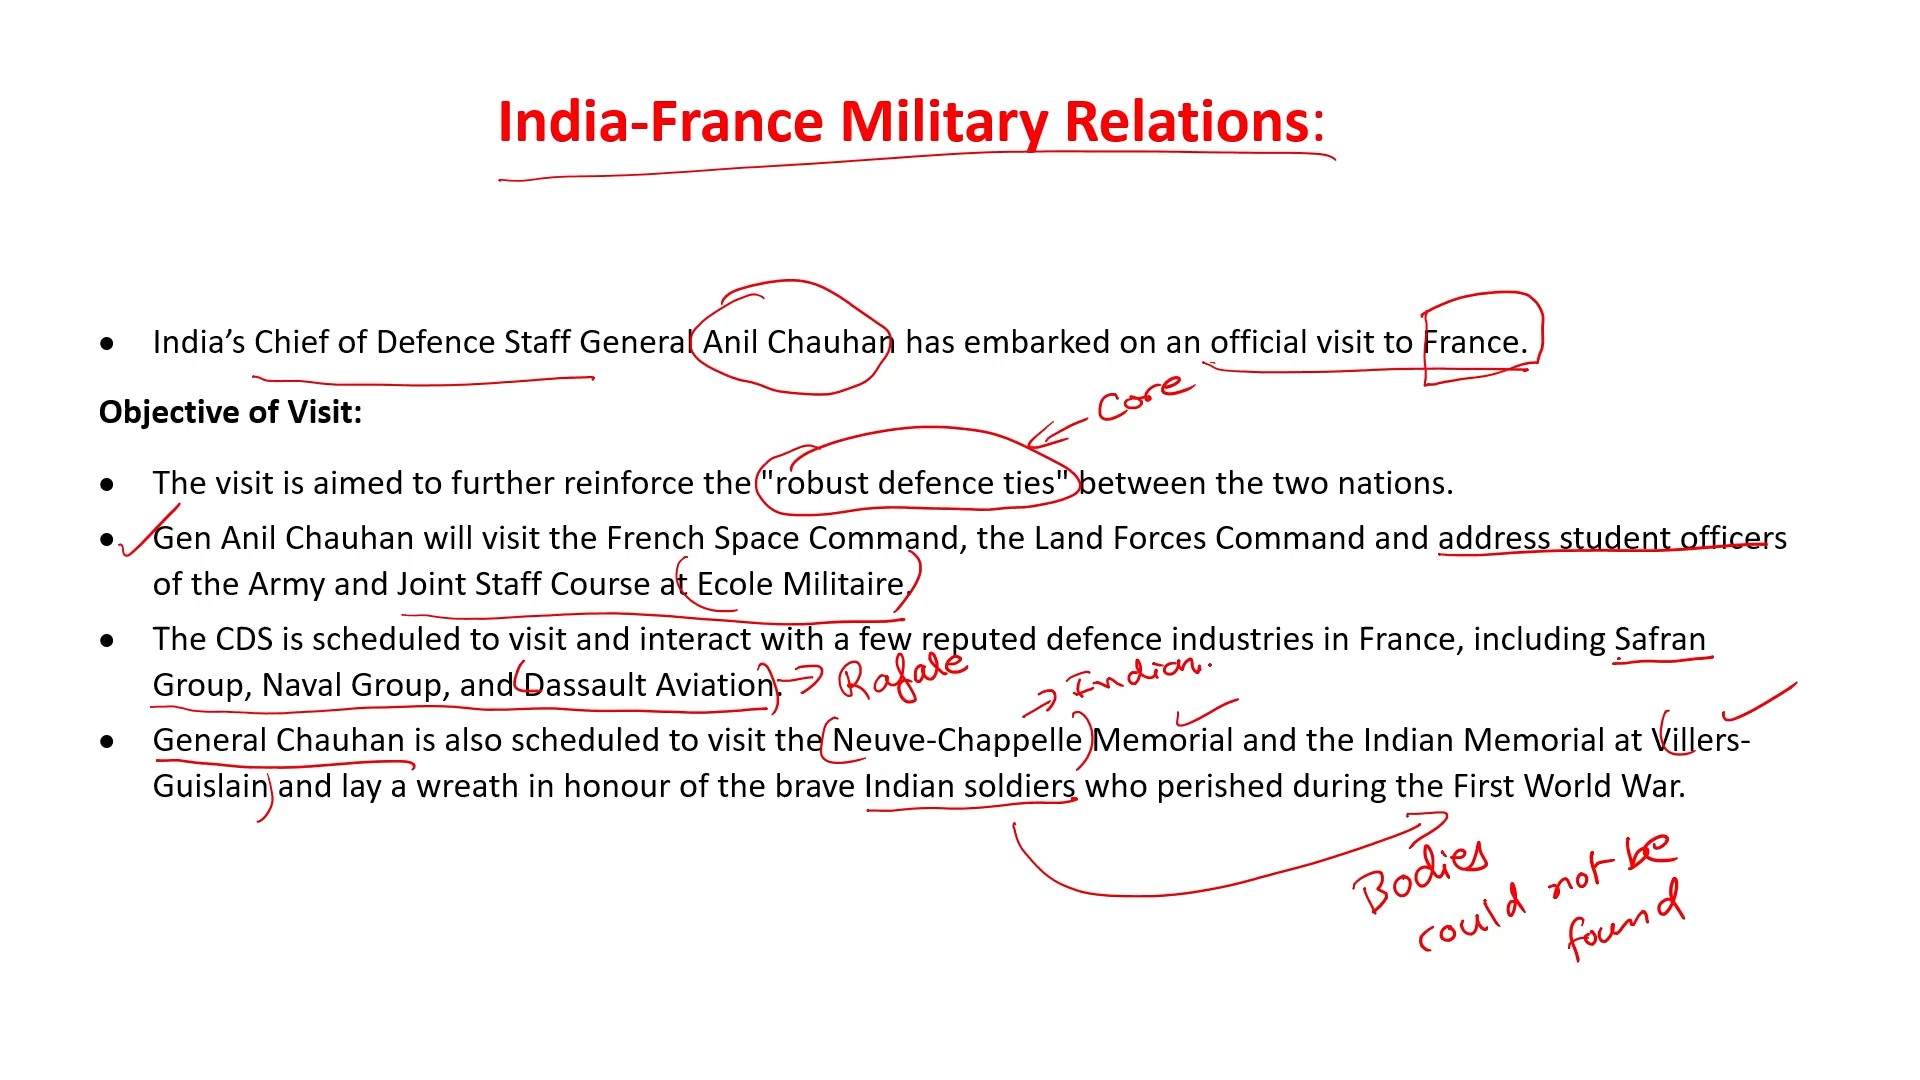 India-France Military Relations:
• India’s Chief of Defence Staff General Anil Chauhan has embarked on an official visit to France.
Core
Objective of Visit:
• The visit is aimed to further reinforce the "robust defence ties" between the two nations.
• Gen Anil Chauhan will visit the French Space Command, the Land Forces Command and address student officers
of the Army and Joint Staff Course at Ecole Militaire.
• The CDS is scheduled to visit and interact with a few reputed defence industries in France, including Safran
Group, Naval Group, and Dassault Aviation. → Rafale
→ Indian.
• General Chauhan is also scheduled to visit the Neuve-Chappelle Memorial and the Indian Memorial at Villers-
Guislain and lay a wreath in honour of the brave Indian soldiers who perished during the First World War.
Bodies
could not be
found